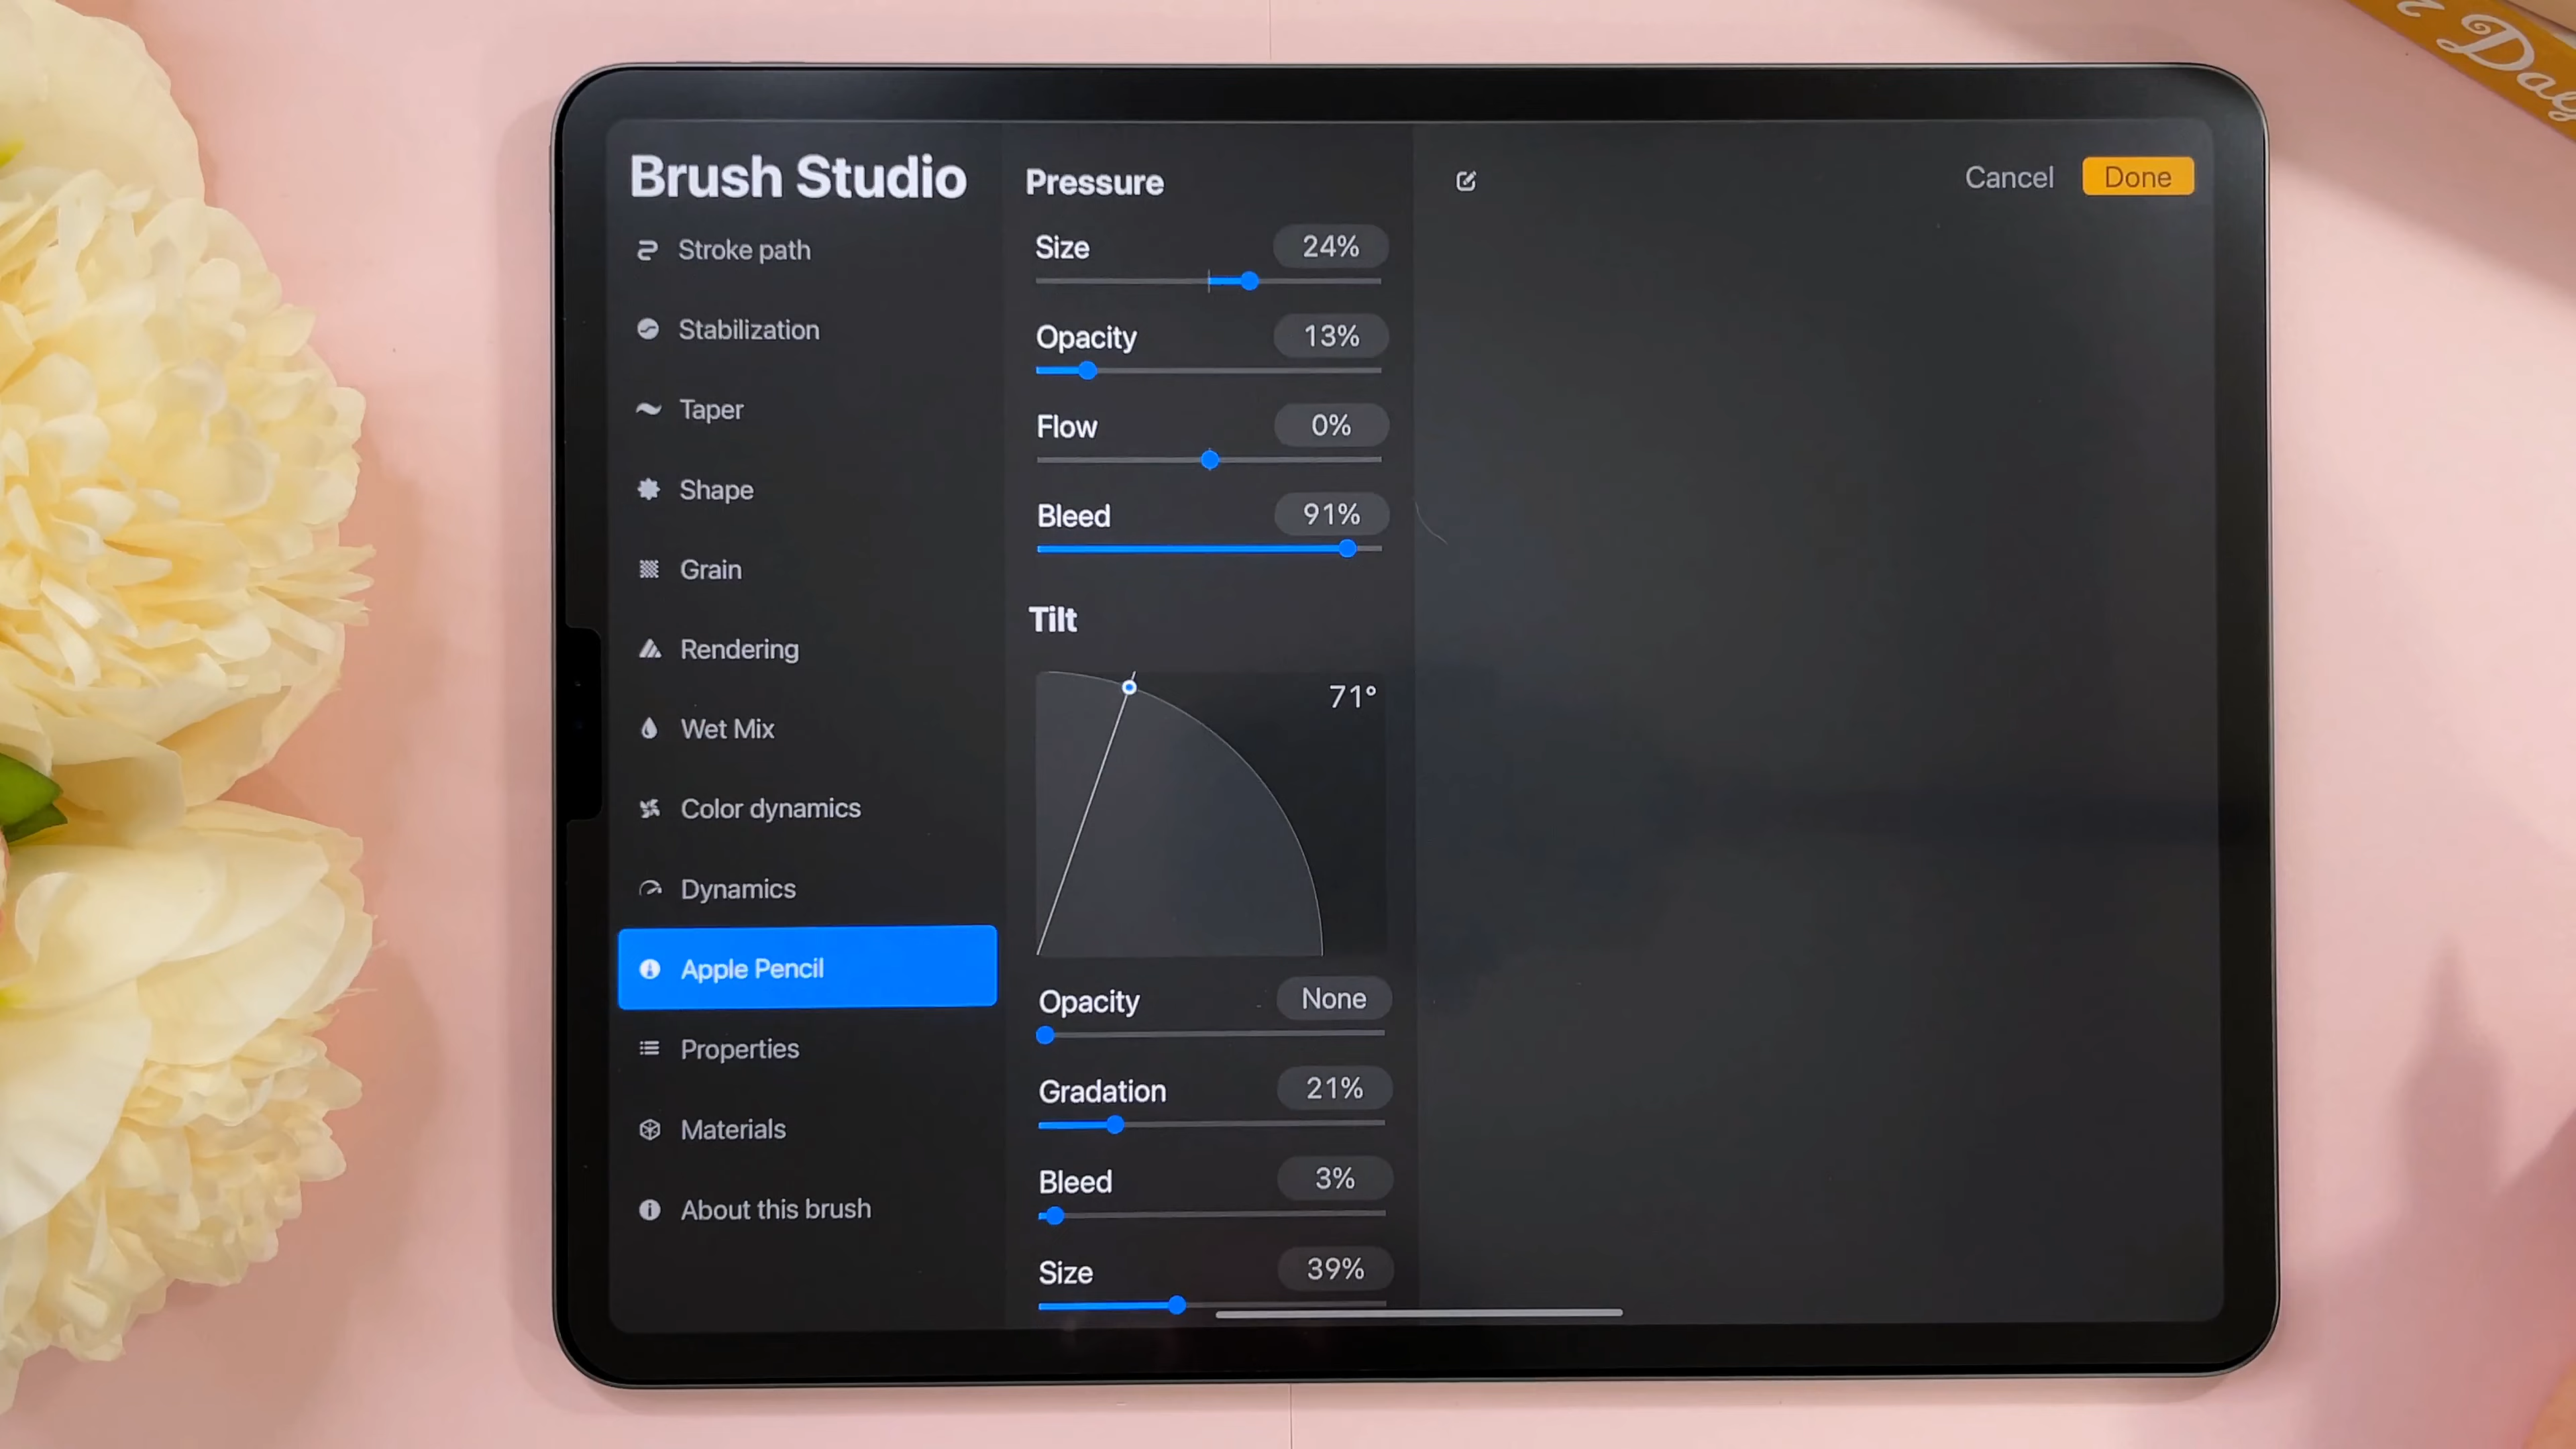 Brush Studio
Stroke path
Stabilization
Taper
Shape
Grain
Rendering
Wet Mix
Color dynamics
Dynamics
Apple Pencil
Properties
Materials
About this brush
Pressure
Size 24%
Opacity 13%
Flow 0%
Bleed 91%
Tilt
71°
Opacity None
Gradation 21%
Bleed 3%
Size 39%
Cancel Done